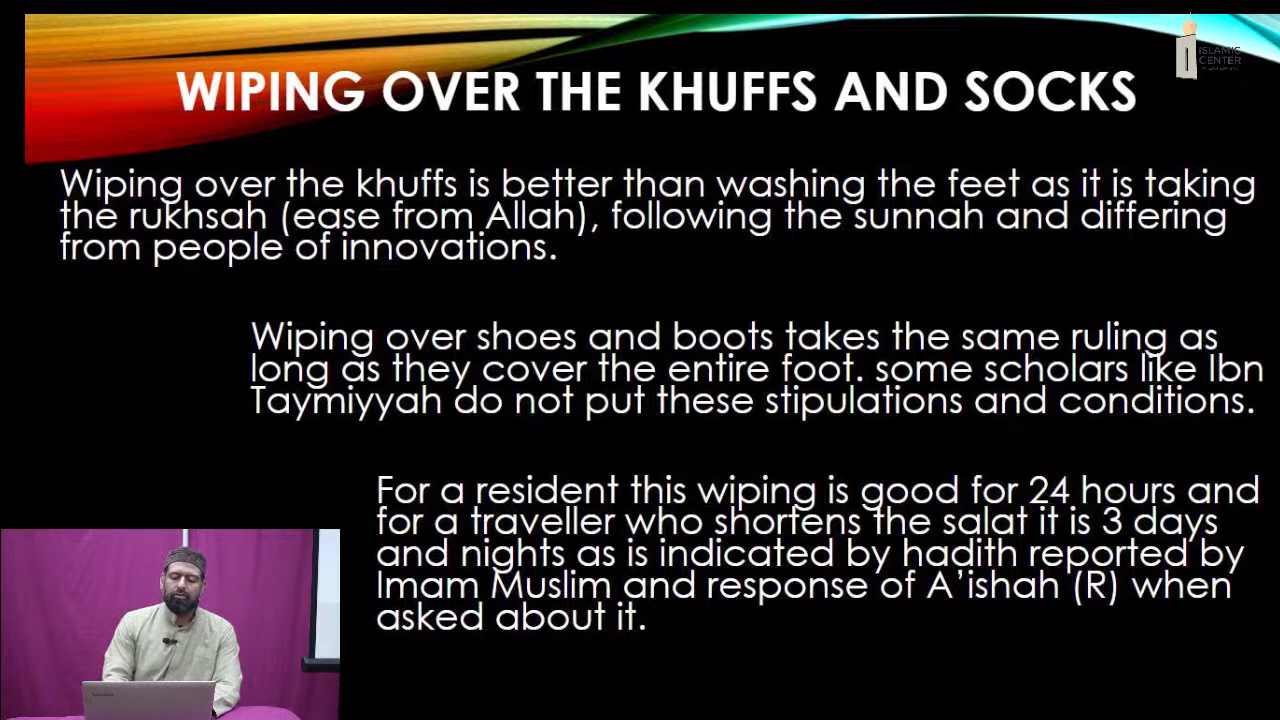 ISLAMIC
CENTER
WIPING OVER THE KHUFFS AND SOCKS
Wiping over the khuffs is better than washing the feet as it is taking
the rukhsah (ease from Allah), following the sunnah and differing
from people of innovations.
Wiping over shoes and boots takes the same ruling as
long as they cover the entire foot. some scholars like Ibn
Taymiyyah do not put these stipulations and conditions.
For a resident this wiping is good for 24 hours and
for a traveller who shortens the salat it is 3 days
and nights as is indicated by hadith reported by
Imam Muslim and response of A’ishah (R) when
asked about it.